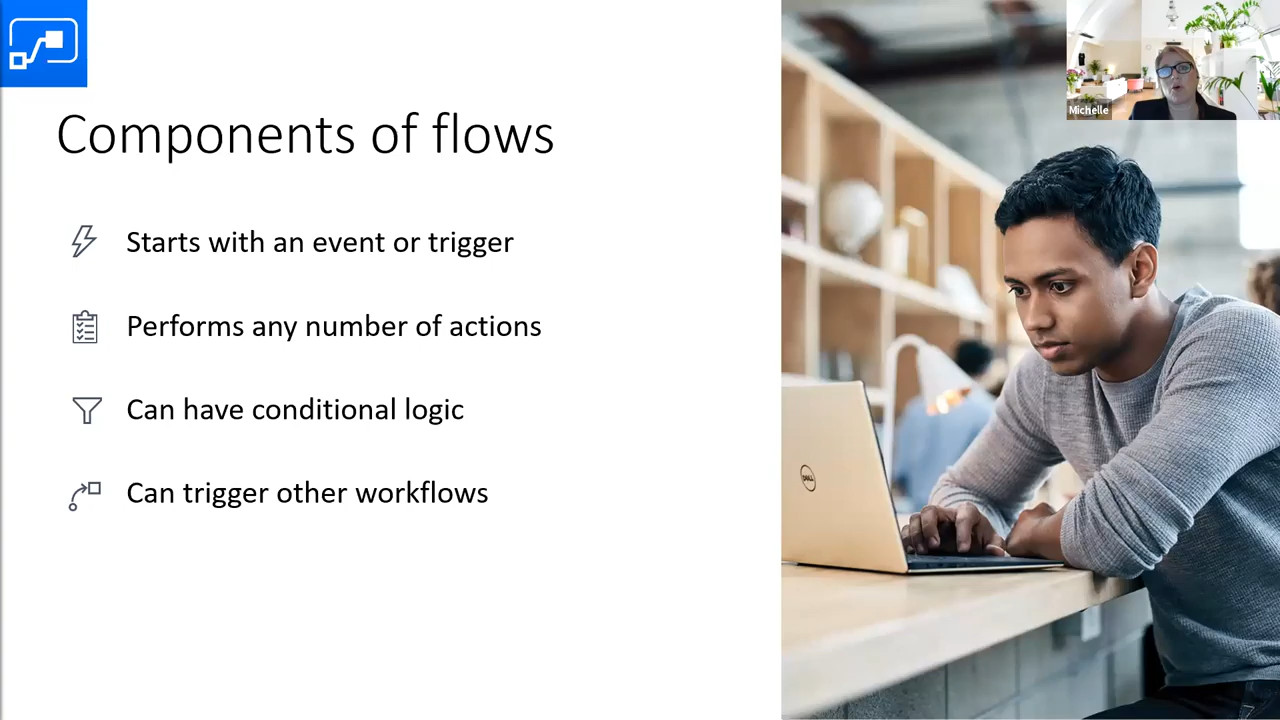 Components of flows
Starts with an event or trigger
Performs any number of actions
Can have conditional logic
Can trigger other workflows
Michelle
DELL